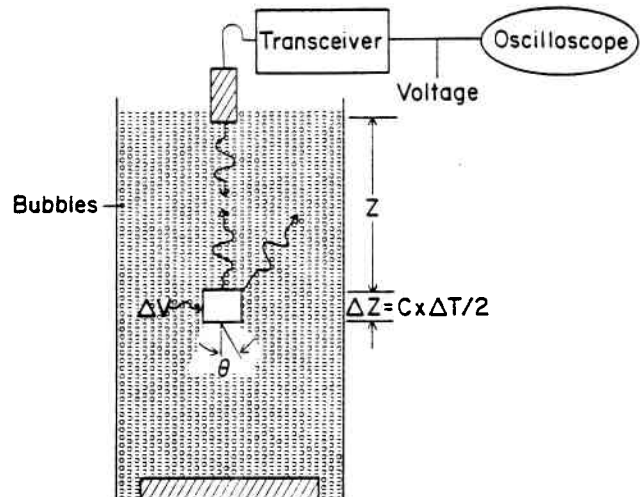 Transceiver
Oscilloscope
Voltage
Bubbles
Z
ΔV
ΔZ=C×ΔT/2
θ